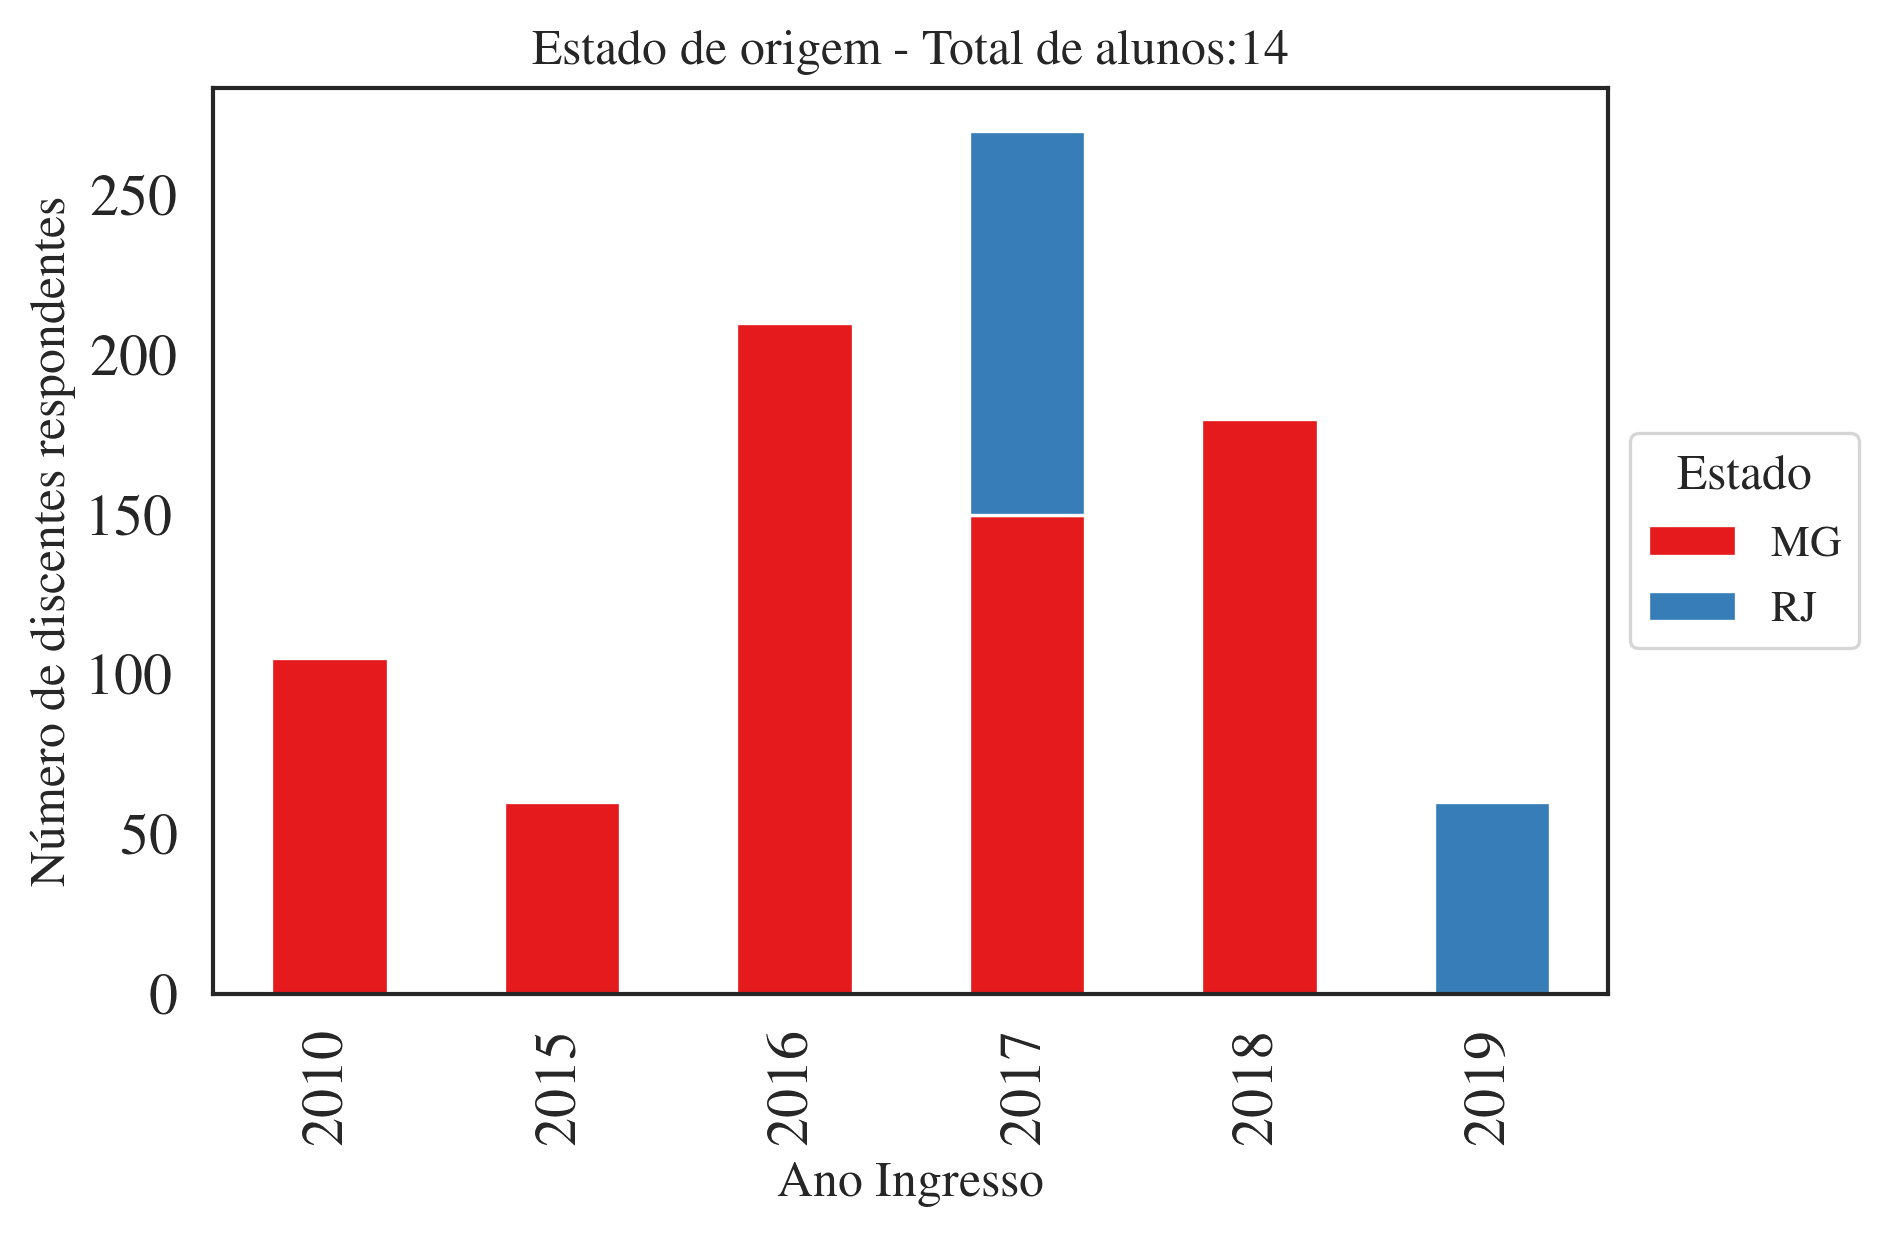 Estado de origem - Total de alunos:14
Número de discentes respondentes
250
200
150
100
50
0
2010
2015
2016
2017
2018
2019
Ano Ingresso
Estado
MG
RJ